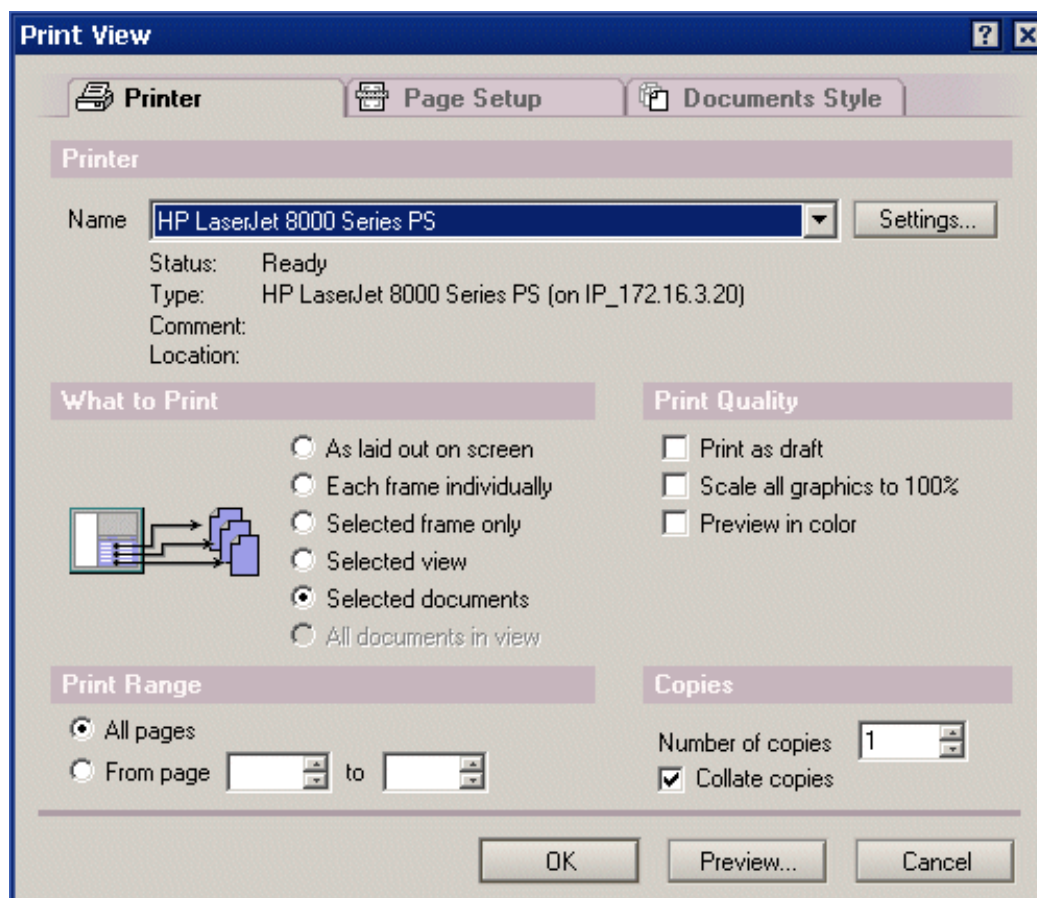 Print View
Printer
Page Setup
Documents Style
Printer
Name
HP LaserJet 8000 Series PS
Settings...
Status: Ready
Type: HP LaserJet 8000 Series PS (on IP_172.16.3.20)
Comment:
Location:
What to Print
As laid out on screen
Each frame individually
Selected frame only
Selected view
Selected documents
All documents in view
Print Quality
Print as draft
Scale all graphics to 100%
Preview in color
Print Range
All pages
From page to
Copies
Number of copies 1
Collate copies
OK
Preview...
Cancel